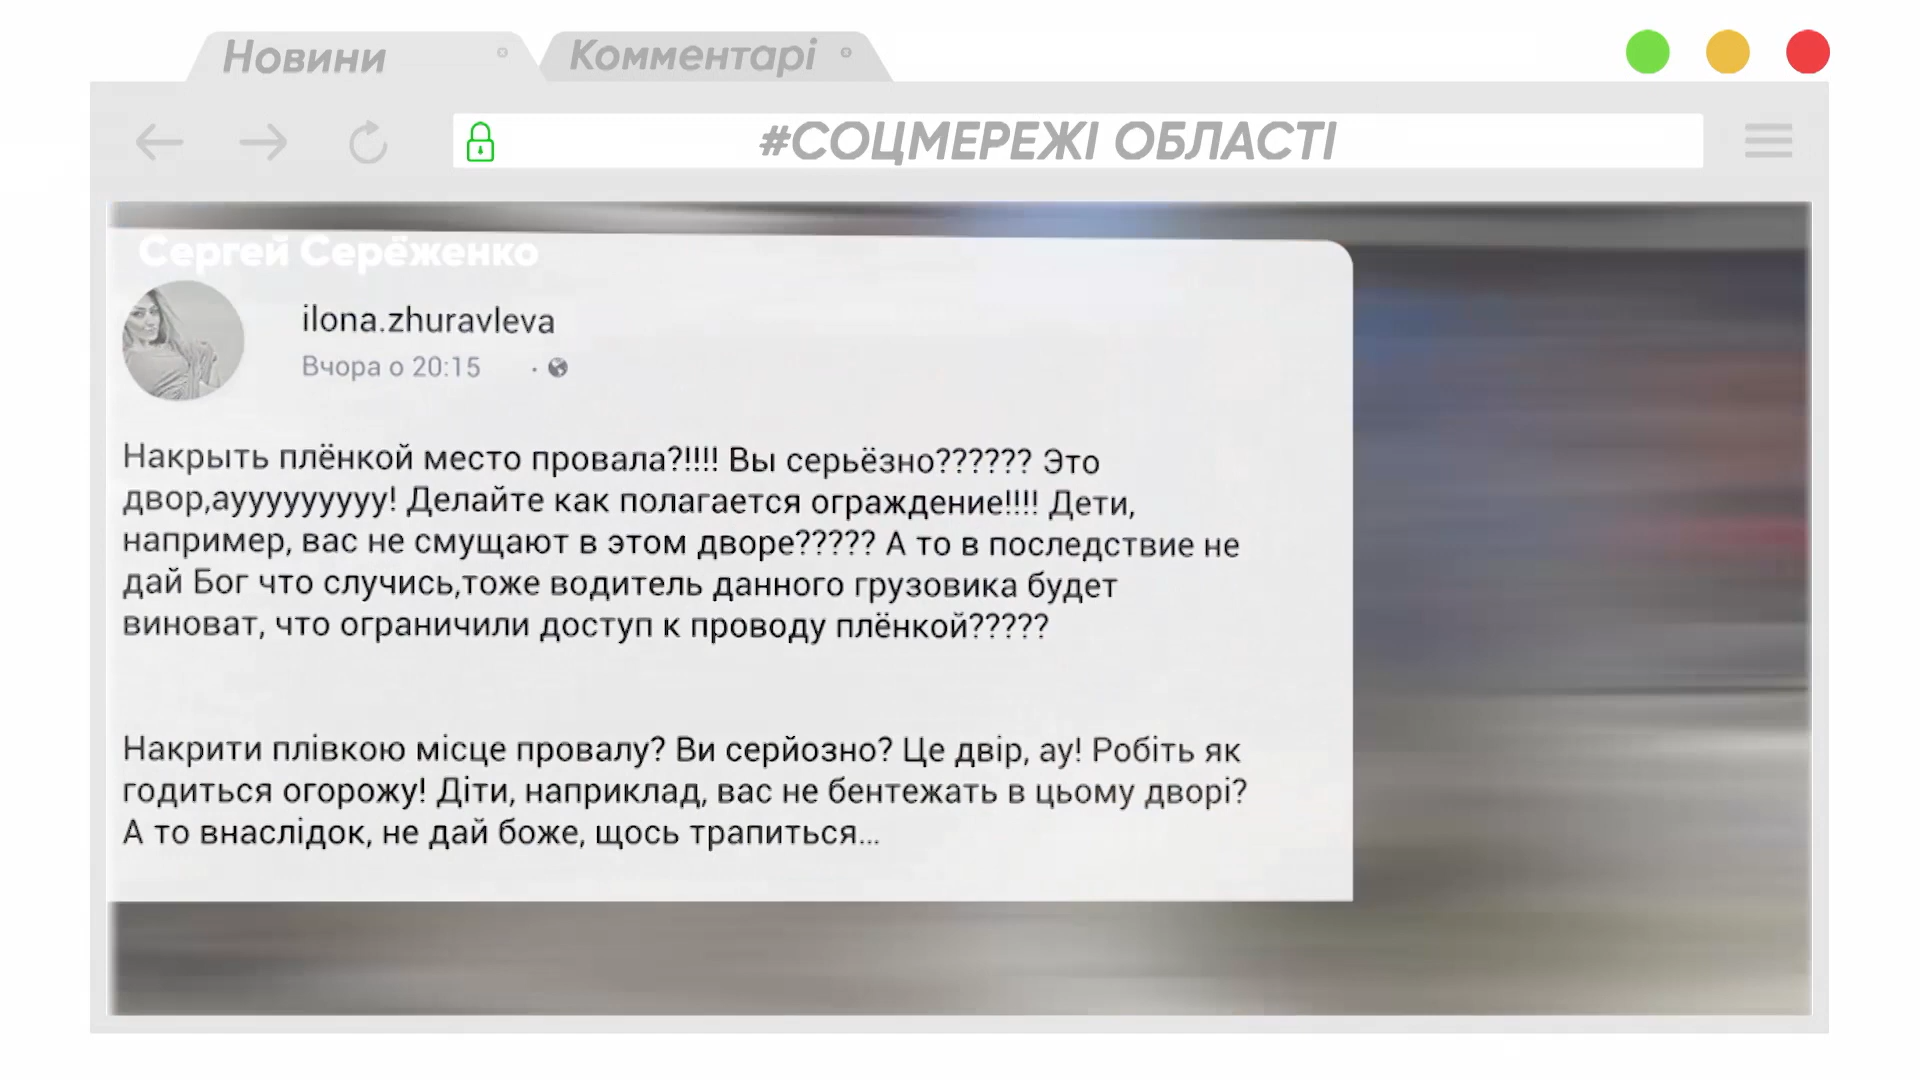 Новини
Комментарі
#СОЦМЕРЕЖІ ОБЛАСТІ
Сергей Серёженко
ilona.zhuravleva
Вчора о 20:15
Накрыть плёнкой место провала?!!!! Вы серьёзно?????? Это
двор,аууууууууу! Делайте как полагается ограждение!!!! Дети,
например, вас не смущают в этом дворе????? А то в последствие не
дай Бог что случись,тоже водитель данного грузовика будет
виноват, что ограничили доступ к проводу плёнкой?????
Накрити плівкою місце провалу? Ви серйозно? Це двір, ау! Робіть як
годиться огорожу! Діти, наприклад, вас не бентежать в цьому дворі?
А то внаслідок, не дай боже, щось трапиться...